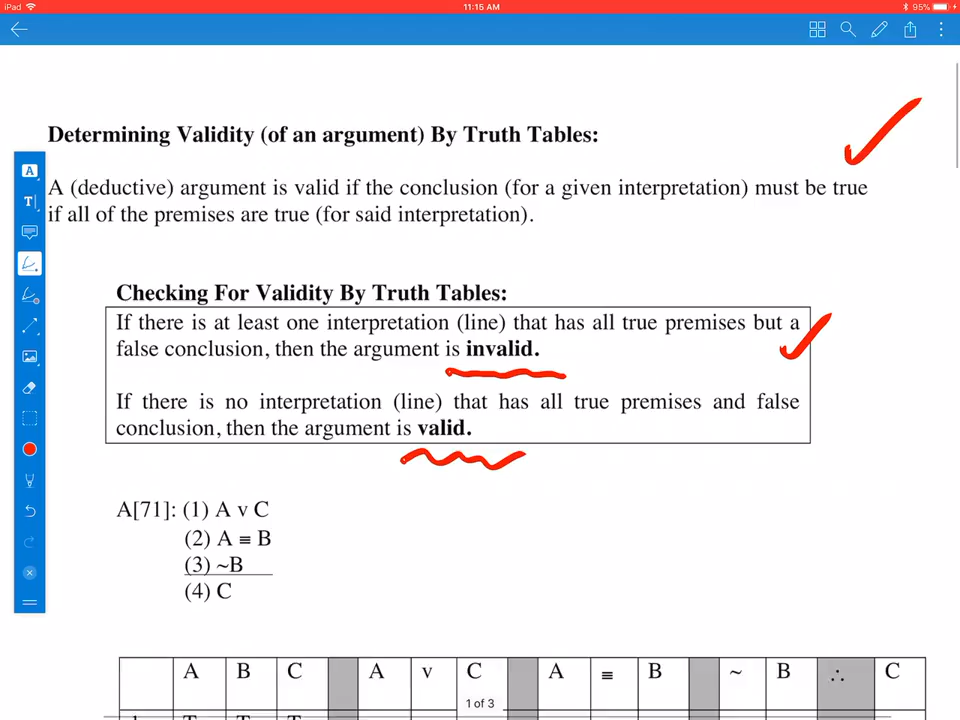 iPad 11:15 AM 95%
Determining Validity (of an argument) By Truth Tables:
A (deductive) argument is valid if the conclusion (for a given interpretation) must be true
if all of the premises are true (for said interpretation).
Checking For Validity By Truth Tables:
If there is at least one interpretation (line) that has all true premises but a
false conclusion, then the argument is invalid.
If there is no interpretation (line) that has all true premises and false
conclusion, then the argument is valid.
A[71]: (1) A v C
(2) A ≡ B
(3) ~B
(4) C
A B C A v C A ≡ B ~ B ∴ C
1 of 3
1 T T T